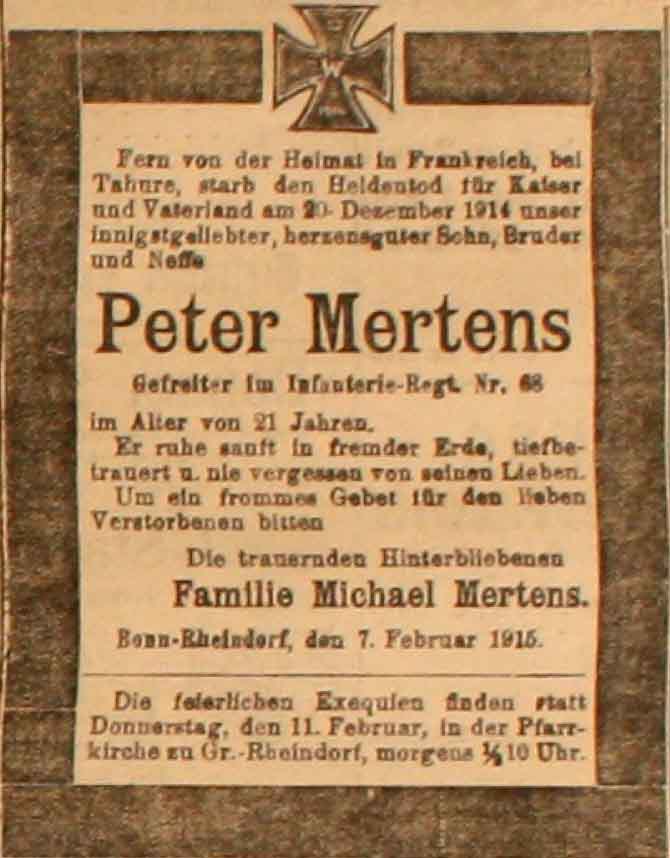 W
Fern von der Heimat in Frankreich, bei
Tahure, starb den Heldentod für Kaiser
und Vaterland am 20. Dezember 1914 unser
innigstgeliebter, herzensguter Sohn, Bruder
und Neffe
Peter Mertens
Gefreiter im Infanterie-Regt. Nr. 68
im Alter von 21 Jahren.
Er ruhe sanft in fremder Erde, tiefbe-
trauert u. nie vergessen von seinen Lieben.
Um ein frommes Gebet für den lieben
Verstorbenen bitten
Die trauernden Hinterbliebenen
Familie Michael Mertens.
Bonn-Rheindorf, den 7. Februar 1915.
Die feierlichen Exequien finden statt
Donnerstag, den 11. Februar, in der Pfarr-
kirche zu Gr.-Rheindorf, morgens ½10 Uhr.